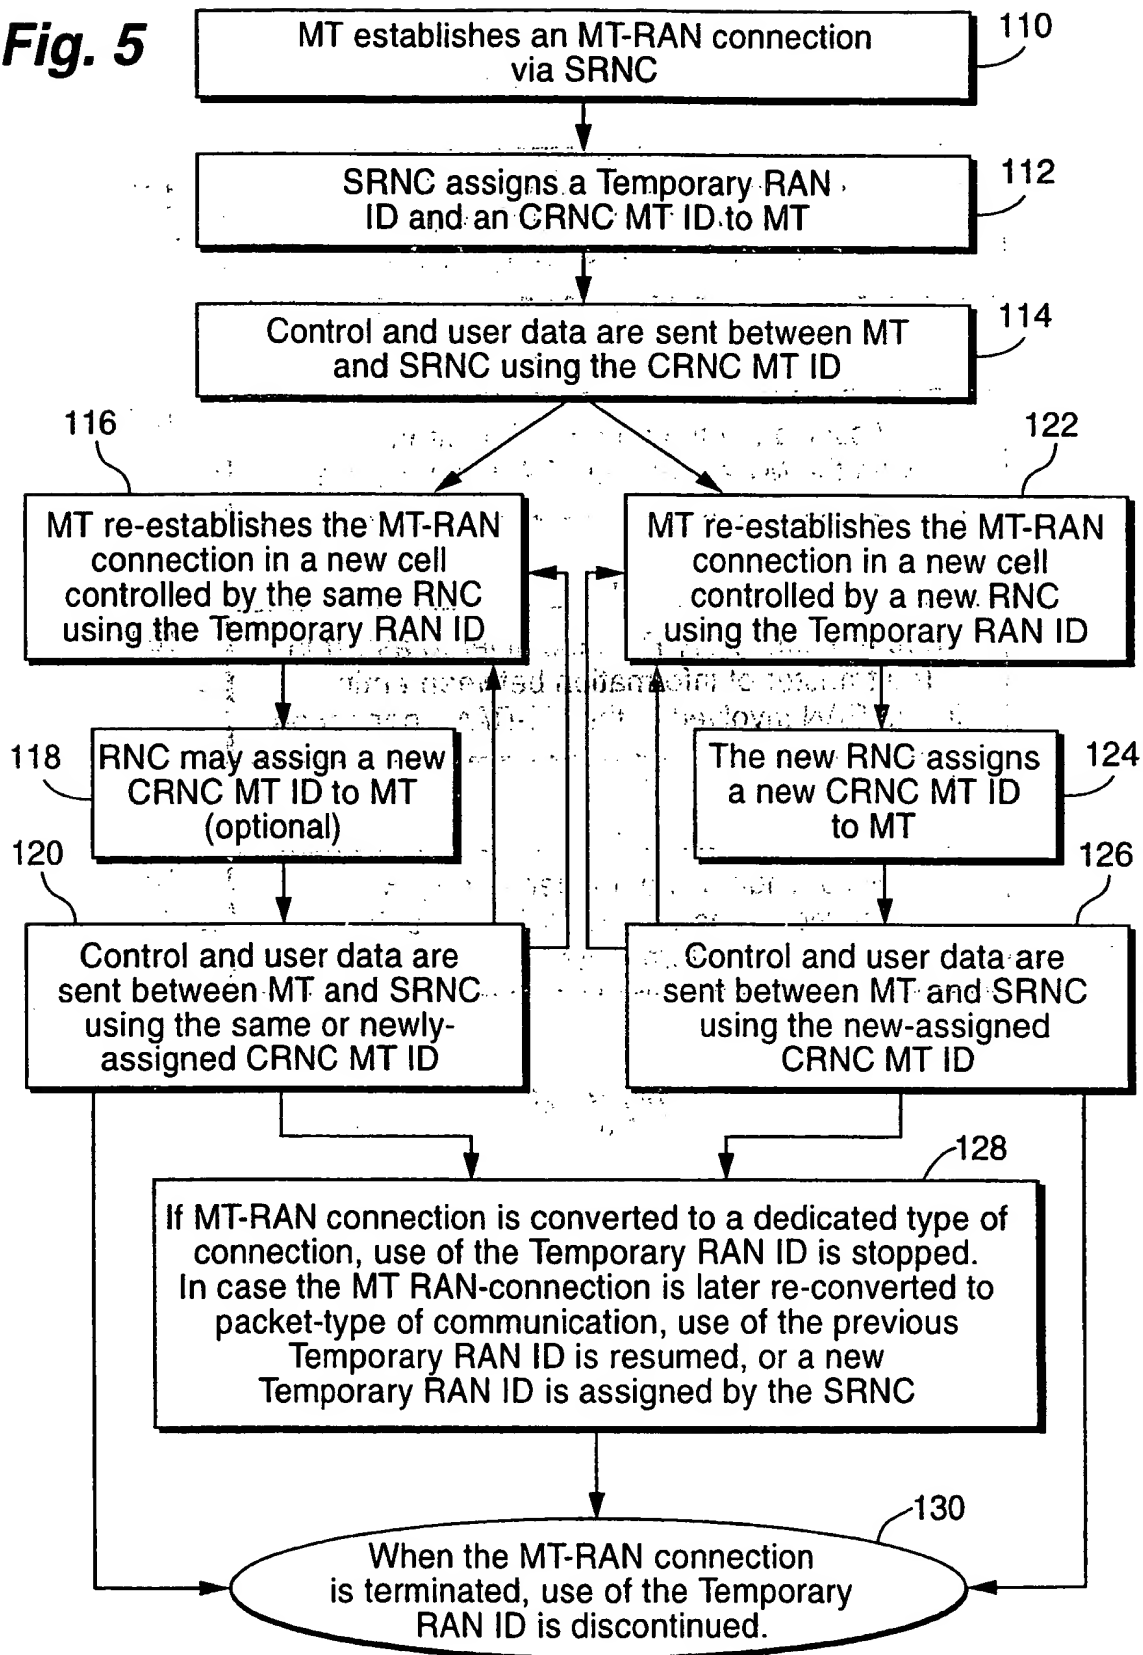 Fig. 5
MT establishes an MT-RAN connection
via SRNC
110
SRNC assigns a Temporary RAN
ID and an CRNC MT ID to MT
112
Control and user data are sent between MT
and SRNC using the CRNC MT ID
114
116
MT re-establishes the MT-RAN
connection in a new cell
controlled by the same RNC
using the Temporary RAN ID
122
MT re-establishes the MT-RAN
connection in a new cell
controlled by a new RNC
using the Temporary RAN ID
118
RNC may assign a new
CRNC MT ID to MT
(optional)
The new RNC assigns
a new CRNC MT ID
to MT
124
120
Control and user data are
sent between MT and SRNC
using the same or newly-
assigned CRNC MT ID
126
Control and user data are
sent between MT and SRNC
using the new-assigned
CRNC MT ID
128
If MT-RAN connection is converted to a dedicated type of
connection, use of the Temporary RAN ID is stopped.
In case the MT RAN-connection is later re-converted to
packet-type of communication, use of the previous
Temporary RAN ID is resumed, or a new
Temporary RAN ID is assigned by the SRNC
130
When the MT-RAN connection
is terminated, use of the Temporary
RAN ID is discontinued.